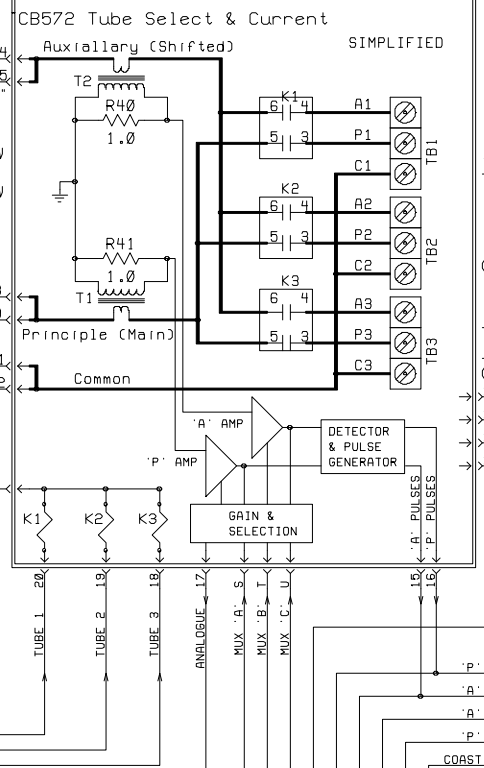 CB572 Tube Select & Current
Auxiallary (Shifted)
SIMPLIFIED
T2
R40
1.0
K1
6 4
5 3
A1
P1
C1
TB1
K2
6 4
5 3
A2
P2
C2
TB2
R41
1.0
T1
K3
6 4
5 3
A3
P3
C3
TB3
Principle (Main)
Common
'A' AMP
'P' AMP
DETECTOR
& PULSE
GENERATOR
GAIN &
SELECTION
K1
K2
K3
'A' PULSES
'P' PULSES
20
19
18
17
S
T
U
15
16
TUBE 1
TUBE 2
TUBE 3
ANALOGUE
MUX 'A'
MUX 'B'
MUX 'C'
'P'
'A'
'A'
'P'
COAST